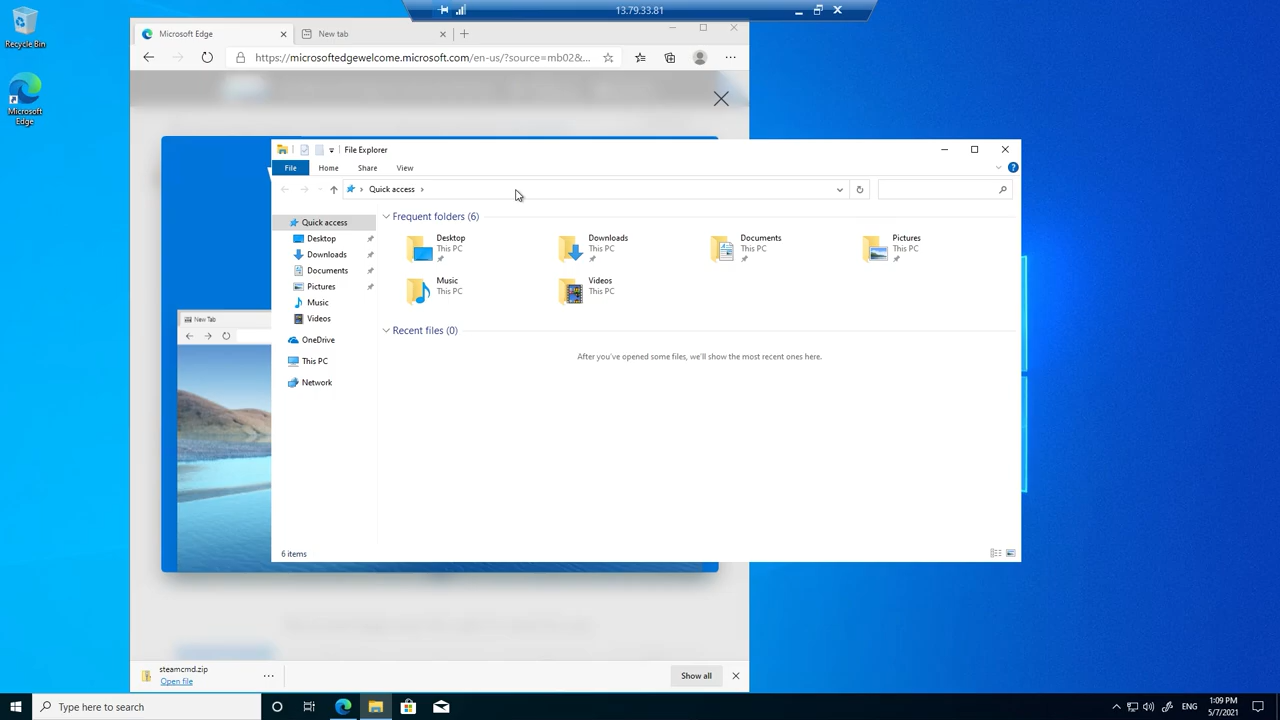 13.79.33.81
Recycle Bin
Microsoft Edge
Microsoft Edge
New tab
https://microsoftedgewelcome.microsoft.com/en-us/?source=mb02&...
File Explorer
File
Home
Share
View
Quick access
Quick access
Desktop
Downloads
Documents
Pictures
Music
Videos
OneDrive
This PC
Network
Frequent folders (6)
Desktop
This PC
Downloads
This PC
Documents
This PC
Pictures
This PC
Music
This PC
Videos
This PC
Recent files (0)
After you've opened some files, we'll show the most recent ones here.
6 items
New Tab
steamcmd.zip
Open file
Show all
Type here to search
ENG
1:09 PM
5/7/2021